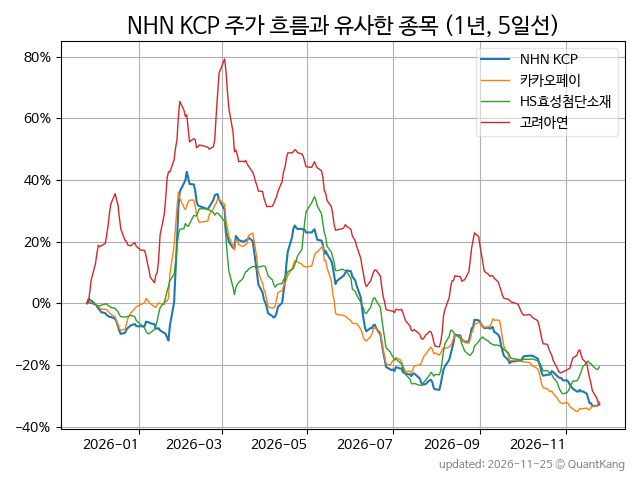 NHN KCP 주가 흐름과 유사한 종목 (1년, 5일선)
NHN KCP
카카오페이
HS효성첨단소재
고려아연
80%
60%
40%
20%
0%
−20%
−40%
2026-01 2026-03 2026-05 2026-07 2026-09 2026-11
updated: 2026-11-25 © QuantKang